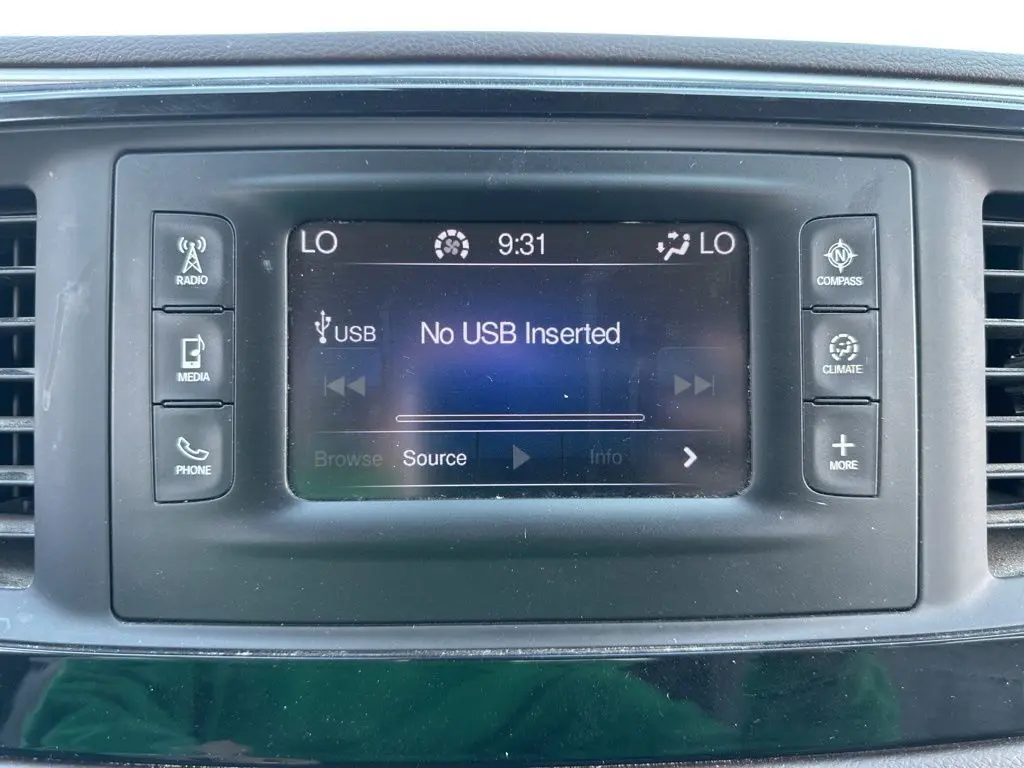 LO 9:31 LO
RADIO
MEDIA
PHONE
USB No USB Inserted
Browse Source Info
N
COMPASS
CLIMATE
MORE